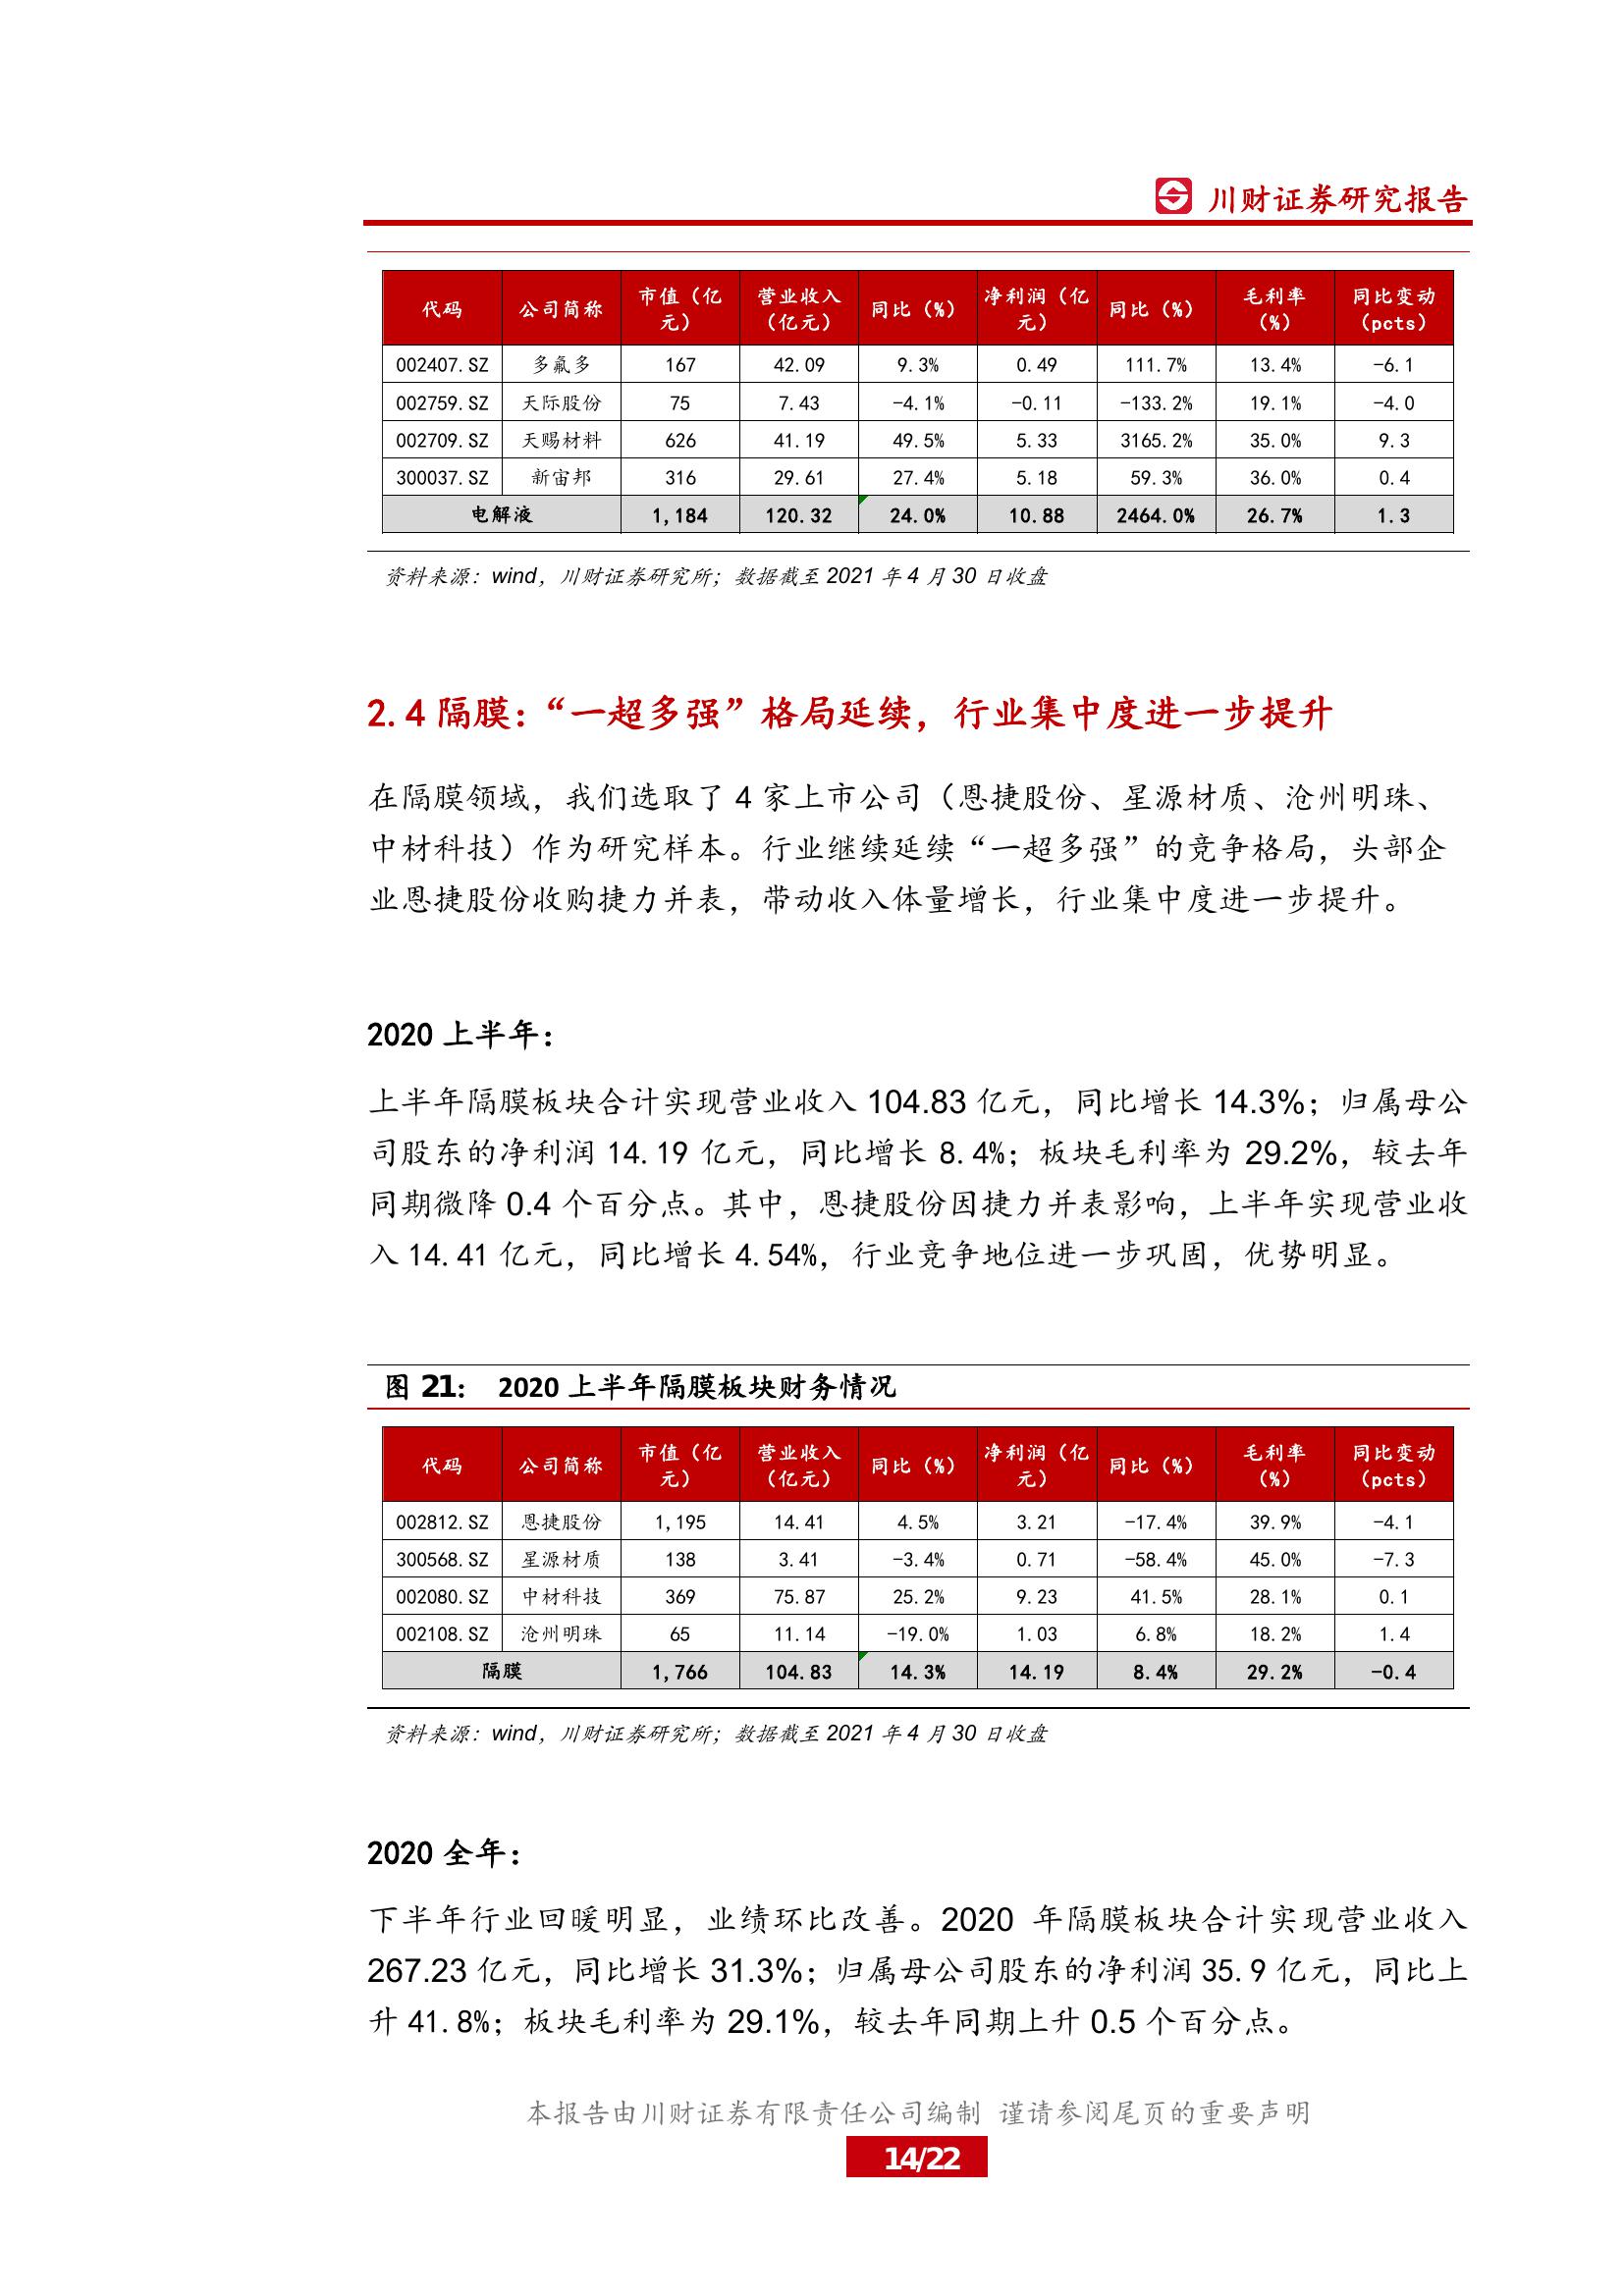 川财证券研究报告
代码 公司简称 市值（亿元） 营业收入（亿元） 同比（%） 净利润（亿元） 同比（%） 毛利率（%） 同比变动（pcts）
002407.SZ 多氟多 167 42.09 9.3% 0.49 111.7% 13.4% -6.1
002759.SZ 天际股份 75 7.43 -4.1% -0.11 -133.2% 19.1% -4.0
002709.SZ 天赐材料 626 41.19 49.5% 5.33 3165.2% 35.0% 9.3
300037.SZ 新宙邦 316 29.61 27.4% 5.18 59.3% 36.0% 0.4
电解液 1,184 120.32 24.0% 10.88 2464.0% 26.7% 1.3
资料来源：wind，川财证券研究所；数据截至 2021 年 4 月 30 日收盘
2.4 隔膜：“一超多强”格局延续，行业集中度进一步提升
在隔膜领域，我们选取了 4 家上市公司（恩捷股份、星源材质、沧州明珠、
中材科技）作为研究样本。行业继续延续“一超多强”的竞争格局，头部企
业恩捷股份收购捷力并表，带动收入体量增长，行业集中度进一步提升。
2020 上半年：
上半年隔膜板块合计实现营业收入 104.83 亿元，同比增长 14.3%；归属母公
司股东的净利润 14.19 亿元，同比增长 8.4%；板块毛利率为 29.2%，较去年
同期微降 0.4 个百分点。其中，恩捷股份因捷力并表影响，上半年实现营业收
入 14.41 亿元，同比增长 4.54%，行业竞争地位进一步巩固，优势明显。
图 21： 2020 上半年隔膜板块财务情况
代码 公司简称 市值（亿元） 营业收入（亿元） 同比（%） 净利润（亿元） 同比（%） 毛利率（%） 同比变动（pcts）
002812.SZ 恩捷股份 1,195 14.41 4.5% 3.21 -17.4% 39.9% -4.1
300568.SZ 星源材质 138 3.41 -3.4% 0.71 -58.4% 45.0% -7.3
002080.SZ 中材科技 369 75.87 25.2% 9.23 41.5% 28.1% 0.1
002108.SZ 沧州明珠 65 11.14 -19.0% 1.03 6.8% 18.2% 1.4
隔膜 1,766 104.83 14.3% 14.19 8.4% 29.2% -0.4
资料来源：wind，川财证券研究所；数据截至 2021 年 4 月 30 日收盘
2020 全年：
下半年行业回暖明显，业绩环比改善。2020 年隔膜板块合计实现营业收入
267.23 亿元，同比增长 31.3%；归属母公司股东的净利润 35.9 亿元，同比上
升 41.8%；板块毛利率为 29.1%，较去年同期上升 0.5 个百分点。
本报告由川财证券有限责任公司编制 谨请参阅尾页的重要声明
14/22